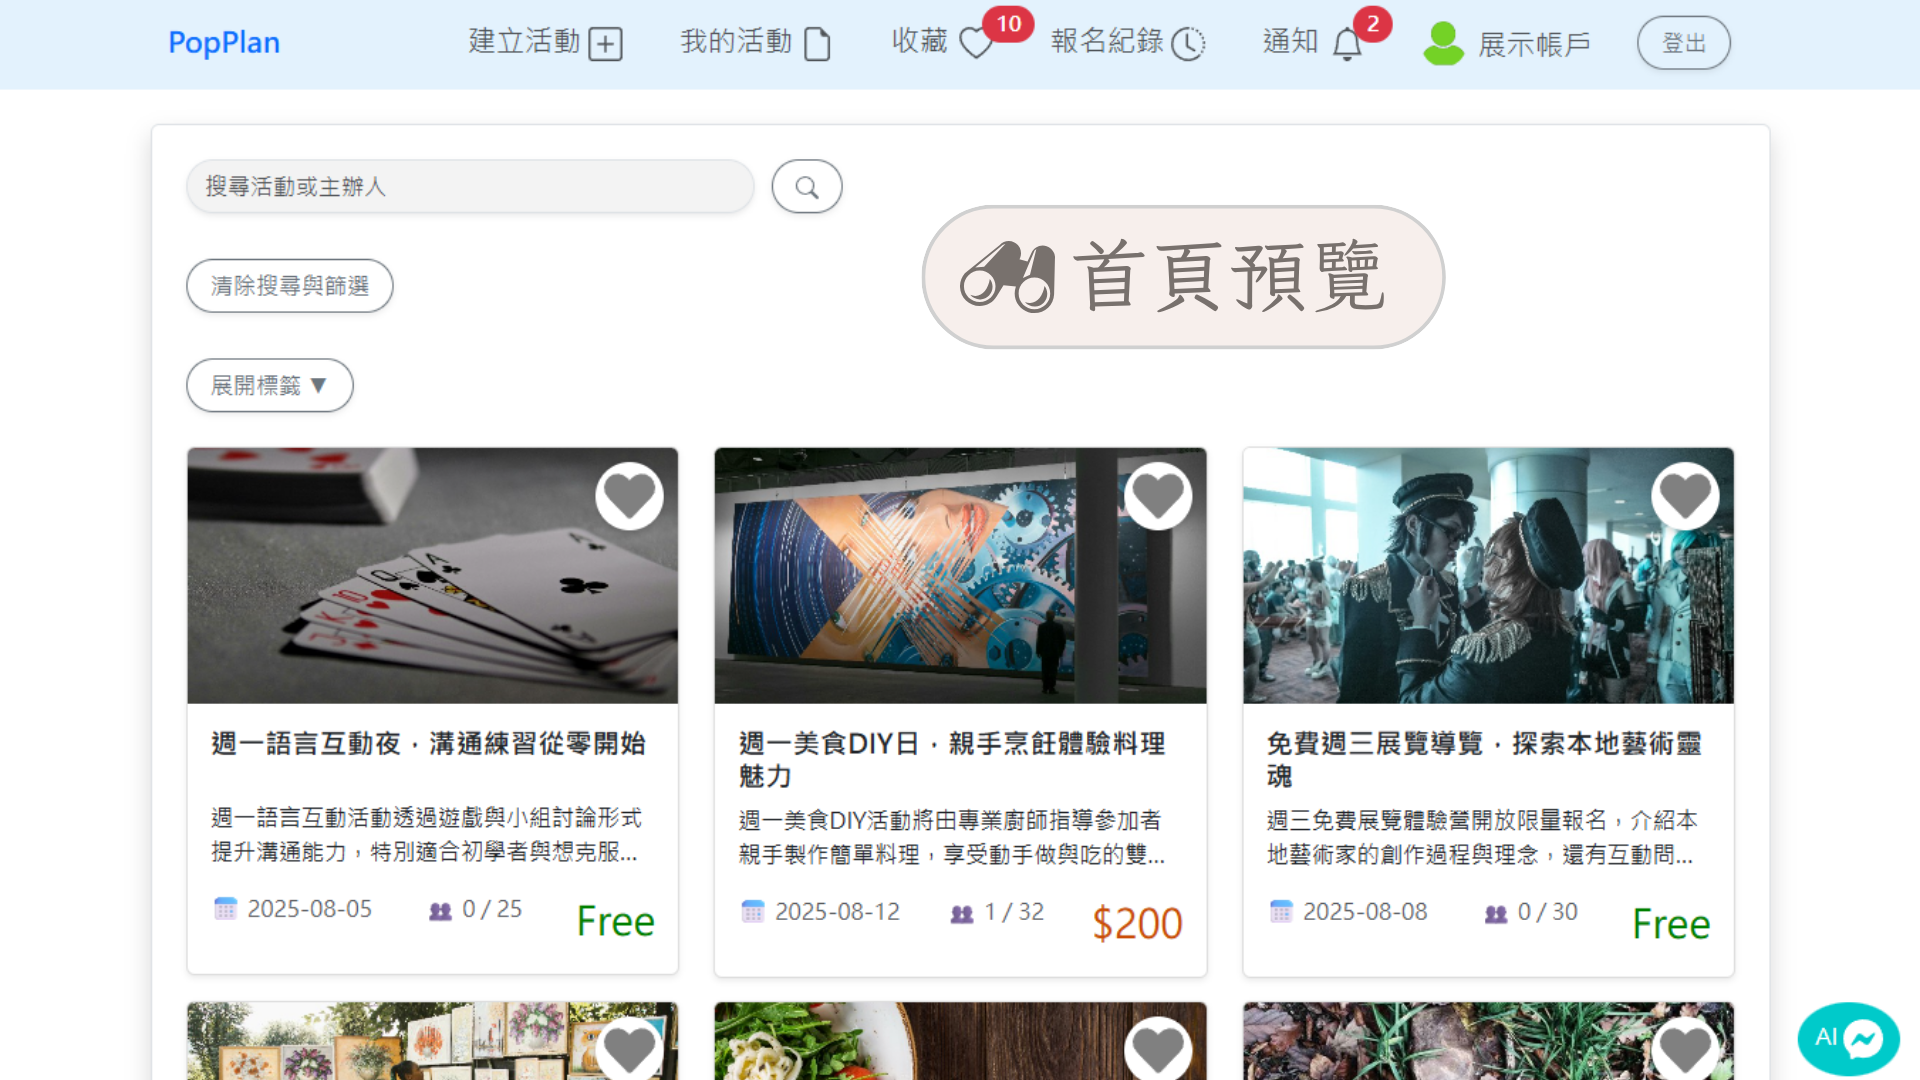 PopPlan
建立活動
我的活動
收藏 10
報名紀錄
通知 2
展示帳戶
登出
搜尋活動或主辦人
首頁預覽
清除搜尋與篩選
展開標籤 ▼
週一語言互動夜，溝通練習從零開始
週一語言互動活動透過遊戲與小組討論形式
提升溝通能力，特別適合初學者與想克服...
2025-08-05
0 / 25
Free
週一美食DIY日，親手烹飪體驗料理
魅力
週一美食DIY活動將由專業廚師指導參加者
親手製作簡單料理，享受動手做與吃的雙...
2025-08-12
1 / 32
$200
免費週三展覽導覽，探索本地藝術靈
魂
週三免費展覽體驗營開放限量報名，介紹本
地藝術家的創作過程與理念，還有互動問...
2025-08-08
0 / 30
Free
AI